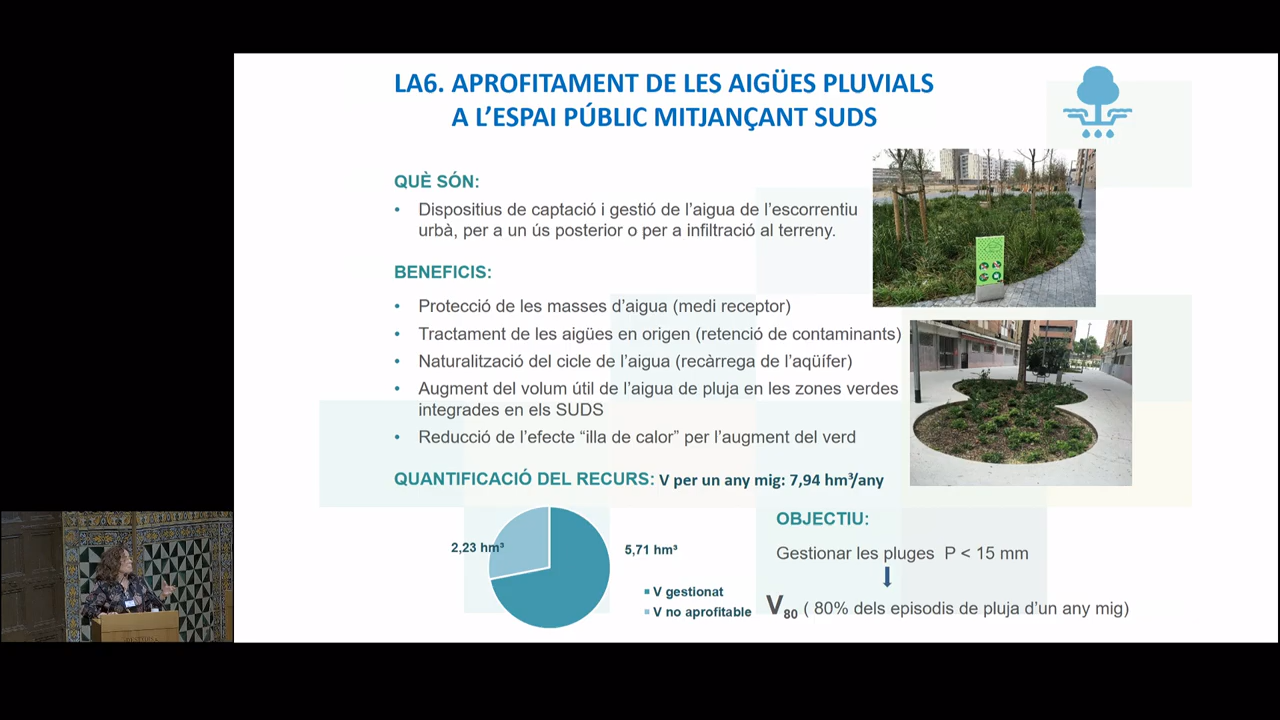 LA6. APROFITAMENT DE LES AIGÜES PLUVIALS
A L'ESPAI PÚBLIC MITJANÇANT SUDS
QUÈ SÓN:
• Dispositius de captació i gestió de l'aigua de l'escorrentiu
urbà, per a un ús posterior o per a infiltració al terreny.
BENEFICIS:
• Protecció de les masses d'aigua (medi receptor)
• Tractament de les aigües en origen (retenció de contaminants)
• Naturalització del cicle de l'aigua (recàrrega de l'aqüífer)
• Augment del volum útil de l'aigua de pluja en les zones verdes
integrades en els SUDS
• Reducció de l'efecte “illa de calor” per l'augment del verd
QUANTIFICACIÓ DEL RECURS: V per un any mig: 7,94 hm³/any
2,23 hm³
5,71 hm³
V gestionat
V no aprofitable
OBJECTIU:
Gestionar les pluges P < 15 mm
V80 ( 80% dels episodis de pluja d'un any mig)